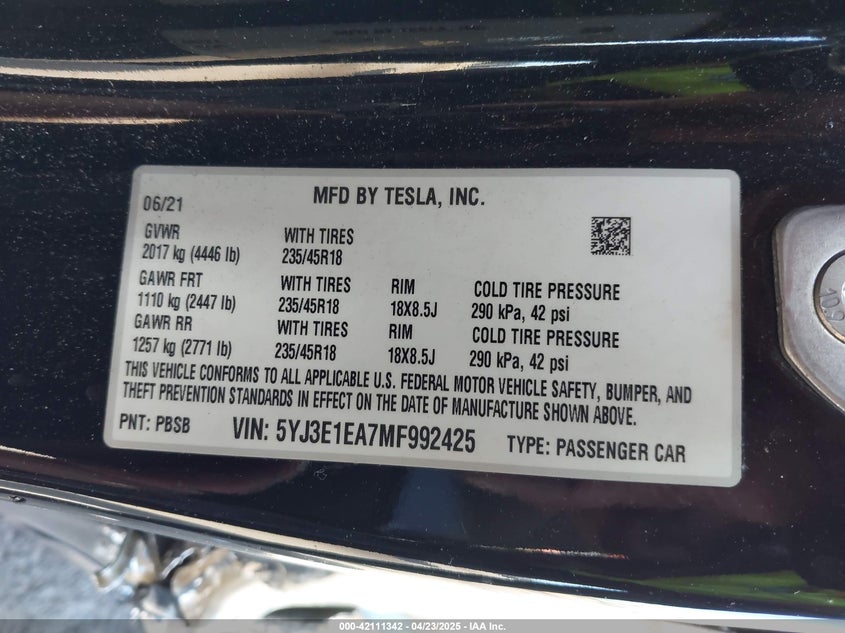 06/21
MFD BY TESLA, INC.
GVWR
2017 kg (4446 lb)
WITH TIRES
235/45R18
GAWR FRT
1110 kg (2447 lb)
WITH TIRES
235/45R18
RIM
18X8.5J
COLD TIRE PRESSURE
290 kPa, 42 psi
GAWR RR
1257 kg (2771 lb)
WITH TIRES
235/45R18
RIM
18X8.5J
COLD TIRE PRESSURE
290 kPa, 42 psi
THIS VEHICLE CONFORMS TO ALL APPLICABLE U.S. FEDERAL MOTOR VEHICLE SAFETY, BUMPER, AND
THEFT PREVENTION STANDARDS IN EFFECT ON THE DATE OF MANUFACTURE SHOWN ABOVE.
PNT: PBSB
VIN: 5YJ3E1EA7MF992425
TYPE: PASSENGER CAR
10.9
000-42111342 - 04/23/2025 - IAA Inc.